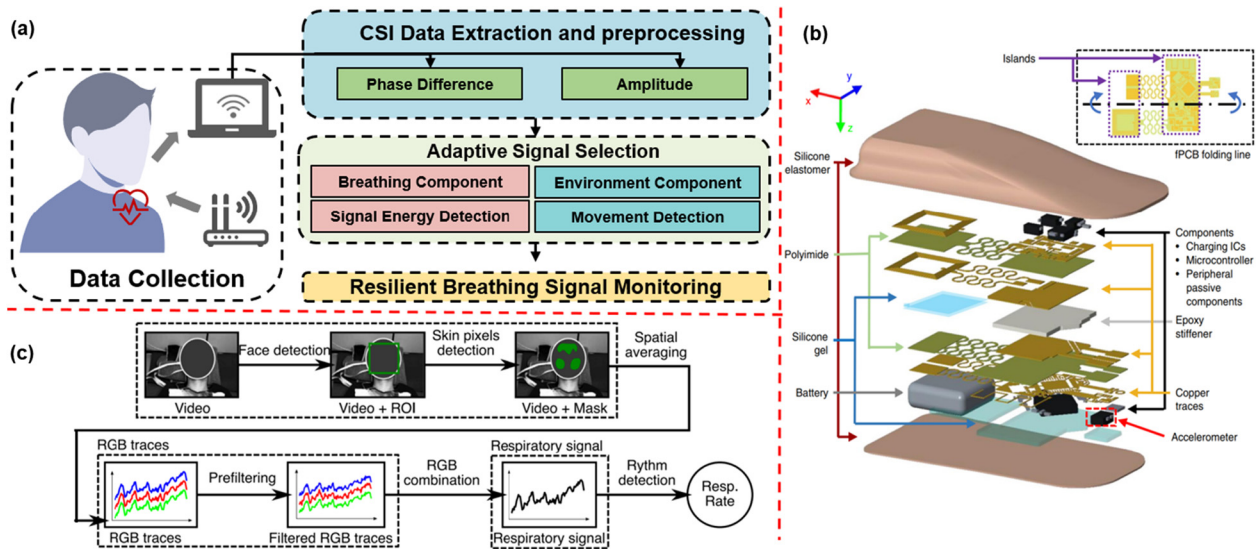 (a)
CSI Data Extraction and preprocessing
Phase Difference
Amplitude
Adaptive Signal Selection
Breathing Component
Environment Component
Signal Energy Detection
Movement Detection
Resilient Breathing Signal Monitoring
Data Collection
(b)
Islands
x
y
z
fPCB folding line
Silicone
elastomer
Polyimide
Silicone
gel
Battery
Components
• Charging ICs
• Microcontroller
• Peripheral
passive
components
Epoxy
stiffener
Copper
traces
Accelerometer
(c)
Face detection
Skin pixels
detection
Spatial
averaging
Video
Video + ROI
Video + Mask
RGB traces
Prefiltering
RGB
combination
Respiratory signal
Rythm
detection
Resp.
Rate
RGB traces
Filtered RGB traces
Respiratory signal